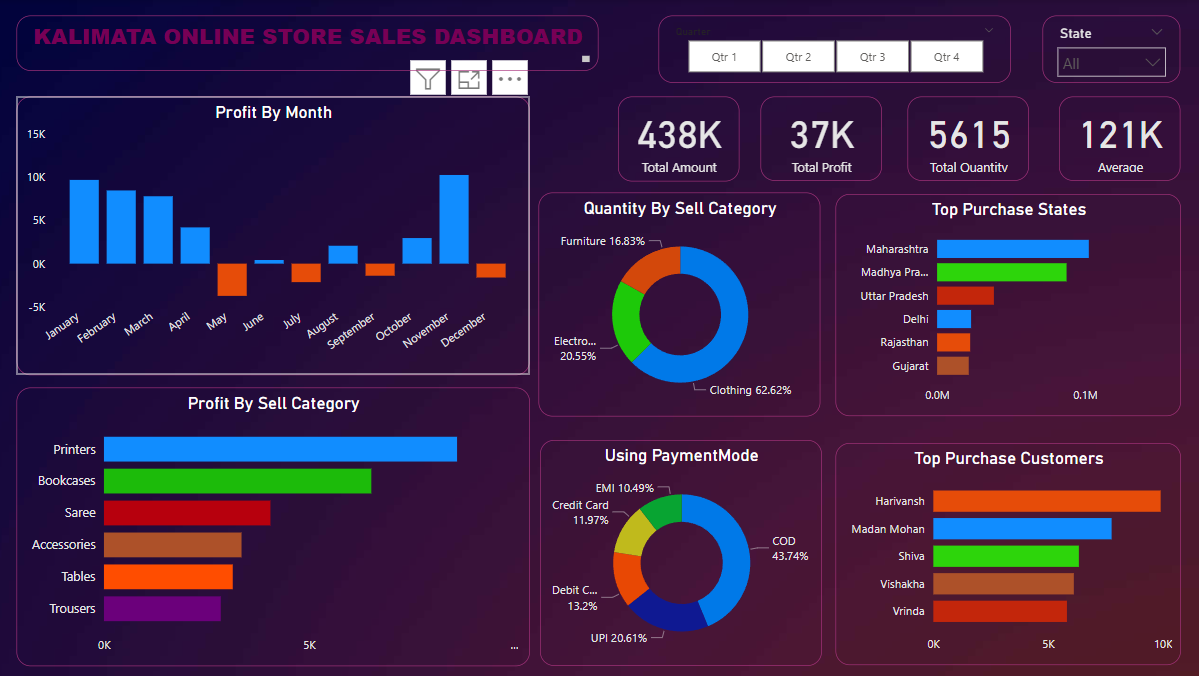 KALIMATA ONLINE STORE SALES DASHBOARD
Quarter
Qtr 1
Qtr 2
Qtr 3
Qtr 4
State
All
Profit By Month
15K
10K
5K
0K
-5K
January
February
March
April
May
June
July
August
September
October
November
December
438K
Total Amount
37K
Total Profit
5615
Total Quantity
121K
Average
Quantity By Sell Category
Furniture 16.83%
Electro...
20.55%
Clothing 62.62%
Top Purchase States
Maharashtra
Madhya Pra...
Uttar Pradesh
Delhi
Rajasthan
Gujarat
0.0M
0.1M
Profit By Sell Category
Printers
Bookcases
Saree
Accessories
Tables
Trousers
0K
5K
...
Using PaymentMode
EMI 10.49%
Credit Card
11.97%
COD
43.74%
Debit C...
13.2%
UPI 20.61%
Top Purchase Customers
Harivansh
Madan Mohan
Shiva
Vishakha
Vrinda
0K
5K
10K